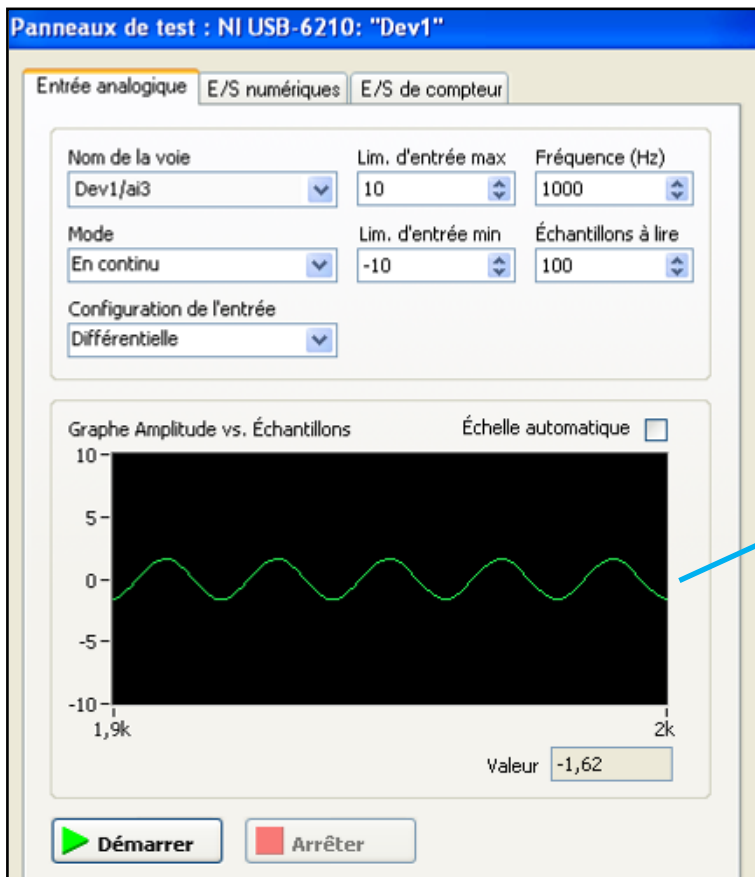 Panneaux de test : NI USB-6210: "Dev1"
Entrée analogique E/S numériques E/S de compteur
Nom de la voie Lim. d'entrée max Fréquence (Hz)
Dev1/ai3 10 1000
Mode Lim. d'entrée min Échantillons à lire
En continu -10 100
Configuration de l'entrée
Différentielle
Graphe Amplitude vs. Échantillons Échelle automatique
10
5
0
-5
-10
1,9k 2k
Valeur -1,62
Démarrer Arrêter